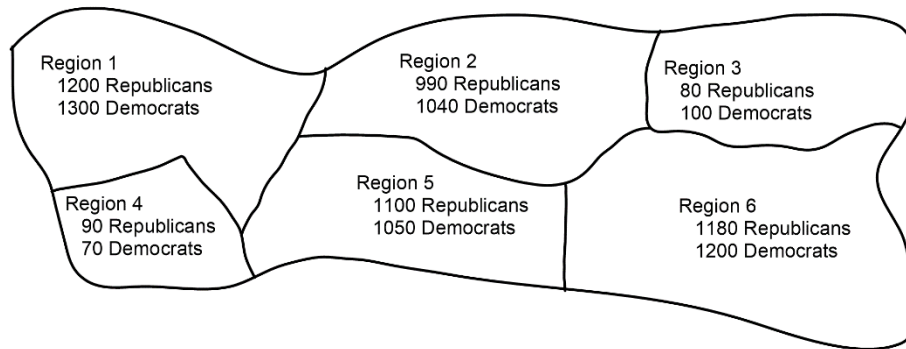 Region 1
1200 Republicans
1300 Democrats
Region 2
990 Republicans
1040 Democrats
Region 3
80 Republicans
100 Democrats
Region 4
90 Republicans
70 Democrats
Region 5
1100 Republicans
1050 Democrats
Region 6
1180 Republicans
1200 Democrats